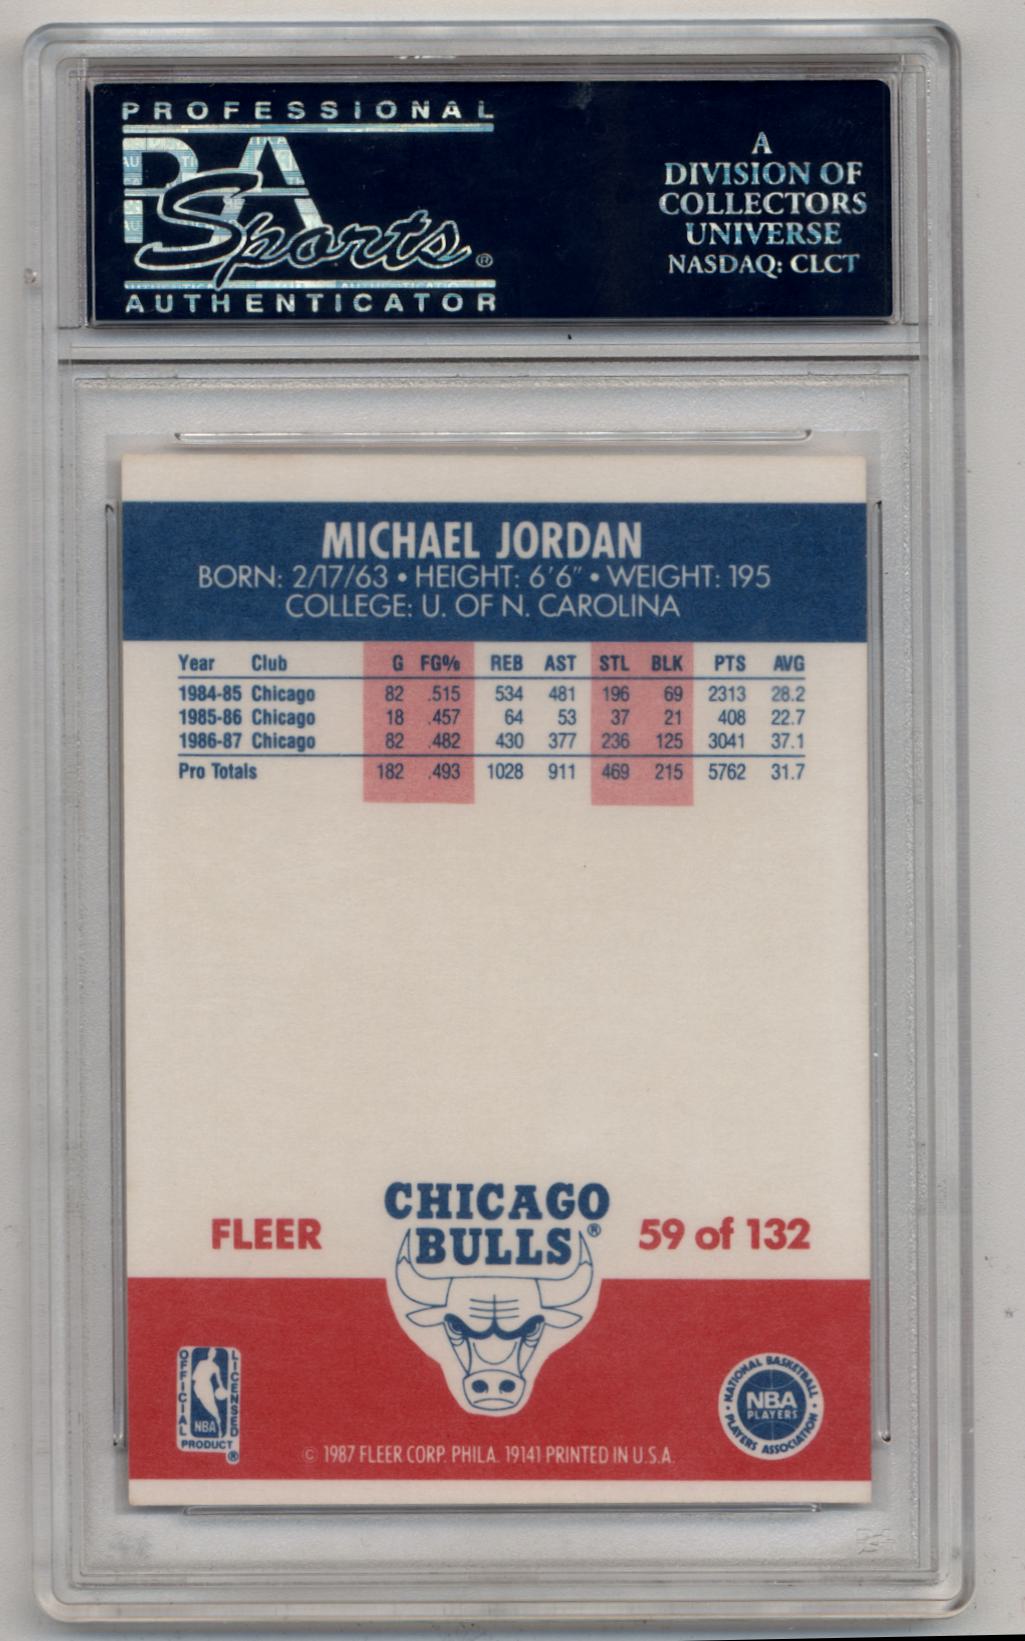 PROFESSIONAL
PSA
Sports®
AUTHENTICATOR
A
DIVISION OF
COLLECTORS
UNIVERSE
NASDAQ: CLCT
MICHAEL JORDAN
BORN: 2/17/63 • HEIGHT: 6'6" • WEIGHT: 195
COLLEGE: U. OF N. CAROLINA
Year Club G FG% REB AST STL BLK PTS AVG
1984-85 Chicago 82 .515 534 481 196 69 2313 28.2
1985-86 Chicago 18 .457 64 53 37 21 408 22.7
1986-87 Chicago 82 .482 430 377 236 125 3041 37.1
Pro Totals 182 .493 1028 911 469 215 5762 31.7
CHICAGO
BULLS®
FLEER
59 of 132
OFFICIAL
LICENSED
NBA
PRODUCT
®
NATIONAL BASKETBALL
NBA
PLAYERS
PLAYERS ASSOCIATION
© 1987 FLEER CORP. PHILA. 19141 PRINTED IN U.S.A.